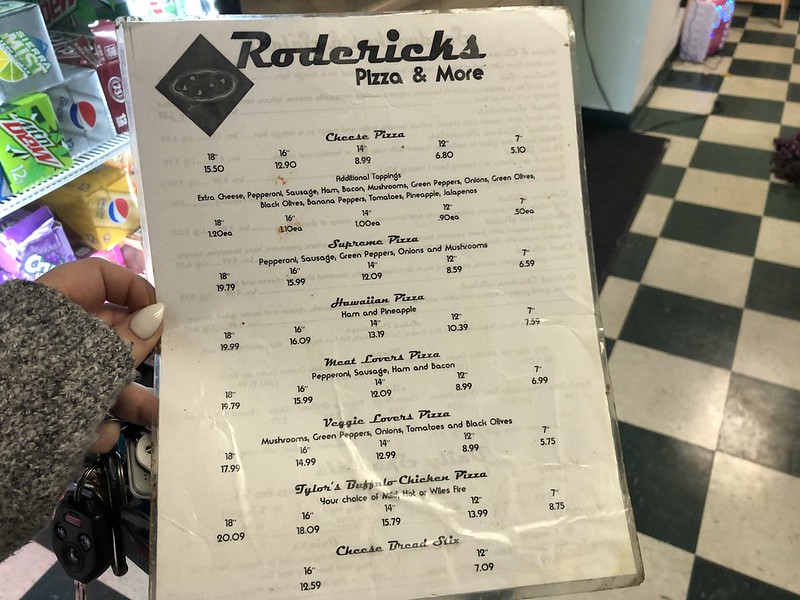 Rodericks
Pizza & More
Cheese Pizza
18" 16" 14" 12" 7"
15.50 12.90 8.99 6.80 5.10
Additional Toppings
Extra Cheese, Pepperoni, Sausage, Ham, Bacon, Mushrooms, Green Peppers, Onions, Green Olives,
Black Olives, Banana Peppers, Tomatoes, Pineapple, Jalapenos
18" 16" 14" 12" 7"
1.20ea 1.10ea 1.00ea .90ea .50ea
Supreme Pizza
Pepperoni, Sausage, Green Peppers, Onions and Mushrooms
18" 16" 14" 12" 7"
19.79 15.99 12.09 8.59 6.59
Hawaiian Pizza
Ham and Pineapple
18" 16" 14" 12" 7"
19.99 16.09 13.19 10.39 7.59
Meat Lovers Pizza
Pepperoni, Sausage, Ham and Bacon
18" 16" 14" 12" 7"
19.79 15.99 12.09 8.99 6.99
Veggie Lovers Pizza
Mushrooms, Green Peppers, Onions, Tomatoes and Black Olives
18" 16" 14" 12" 7"
17.99 14.99 12.99 8.99 5.75
Tylor's Buffalo Chicken Pizza
Your choice of Mild, Hot or Wiles Fire
18" 16" 14" 12" 7"
20.09 18.09 15.79 13.99 8.75
Cheese Bread Stix
16" 12"
12.59 7.09
SIERRA
MIST
Mtn
DEW
12